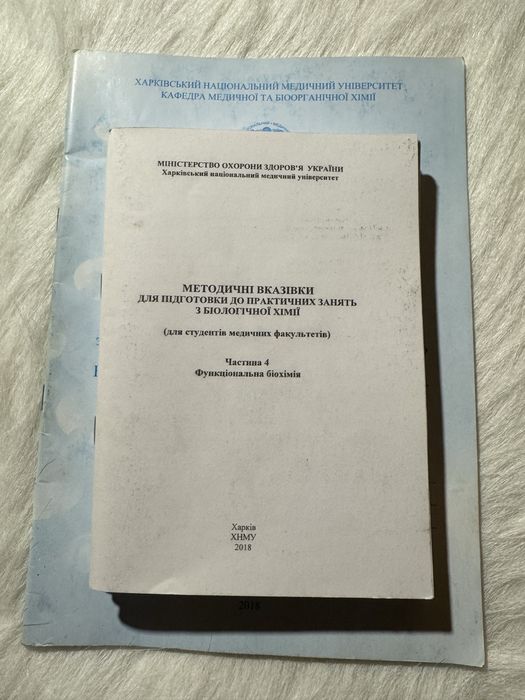 ХАРКІВСЬКИЙ НАЦІОНАЛЬНИЙ МЕДИЧНИЙ УНІВЕРСИТЕТ
КАФЕДРА МЕДИЧНОЇ ТА БІООРГАНІЧНОЇ ХІМІЇ
МІНІСТЕРСТВО ОХОРОНИ ЗДОРОВ'Я УКРАЇНИ
Харківський національний медичний університет
МЕТОДИЧНІ ВКАЗІВКИ
ДЛЯ ПІДГОТОВКИ ДО ПРАКТИЧНИХ ЗАНЯТЬ
З БІОЛОГІЧНОЇ ХІМІЇ
(для студентів медичних факультетів)
Частина 4
Функціональна біохімія
Харків
ХНМУ
2018
2018